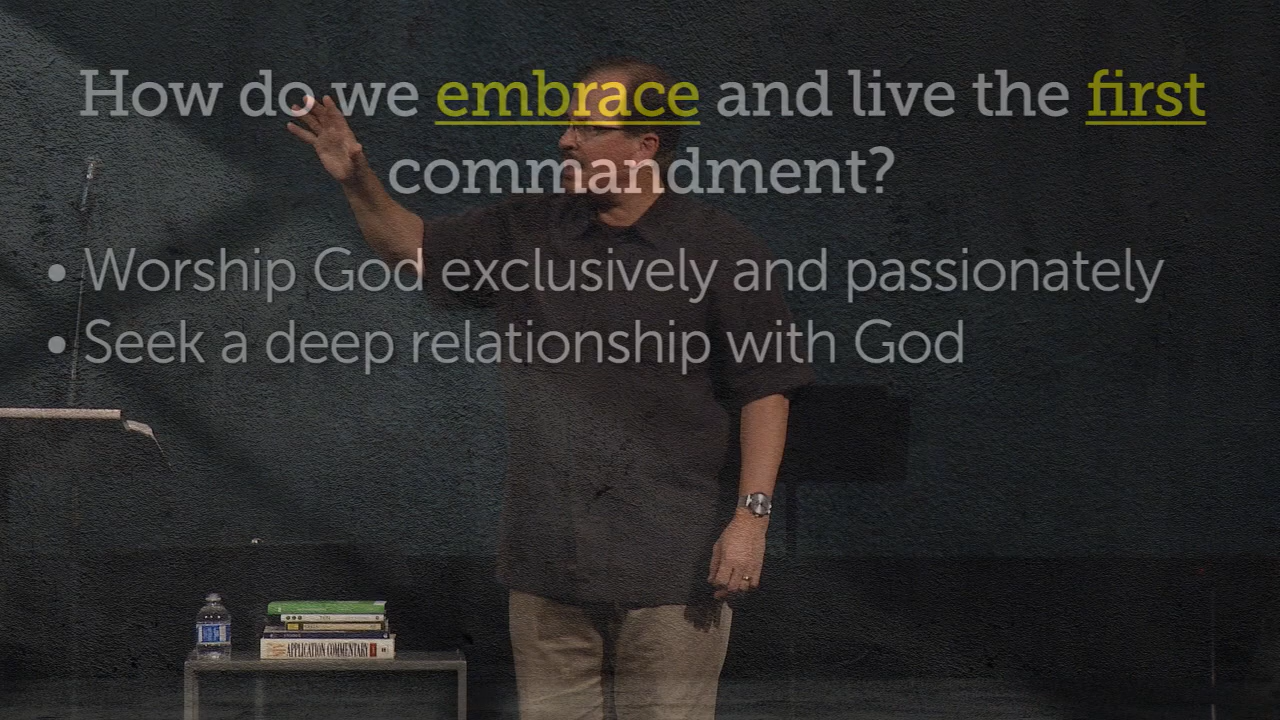 How do we embrace and live the first
commandment?
• Worship God exclusively and passionately
• Seek a deep relationship with God
APPLICATION COMMENTARY